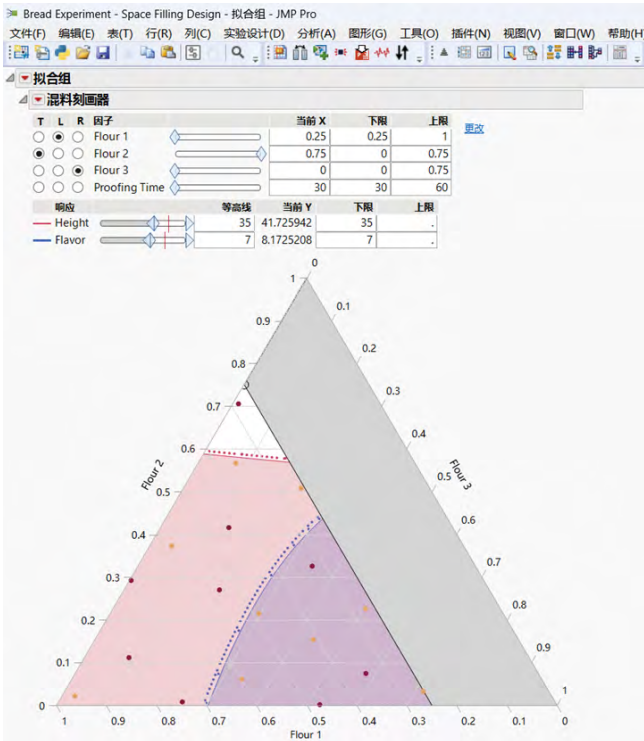 Bread Experiment - Space Filling Design - 拟合组 - JMP Pro
文件(F) 编辑(E) 表(T) 行(R) 列(C) 实验设计(D) 分析(A) 图形(G) 工具(O) 插件(N) 视图(V) 窗口(W) 帮助(H
拟合组
混料刻画器
T L R 因子 当前 X 下限 上限
Flour 1 0.25 0.25 1
更改
Flour 2 0.75 0 0.75
Flour 3 0 0 0.75
Proofing Time 30 30 60
响应 等高线 当前 Y 下限 上限
Height 35 41.725942 35 .
Flavor 7 8.1725208 7 .
0
1
0.1
0.9
0.2
0.8
0.3
0.7
0.4
0.6
Flour 2
Flour 3
0.5
0.5
0.6
0.4
0.7
0.3
0.8
0.2
0.9
0.1
1
0
1 0.9 0.8 0.7 0.6 0.5 0.4 0.3 0.2 0.1 0
Flour 1